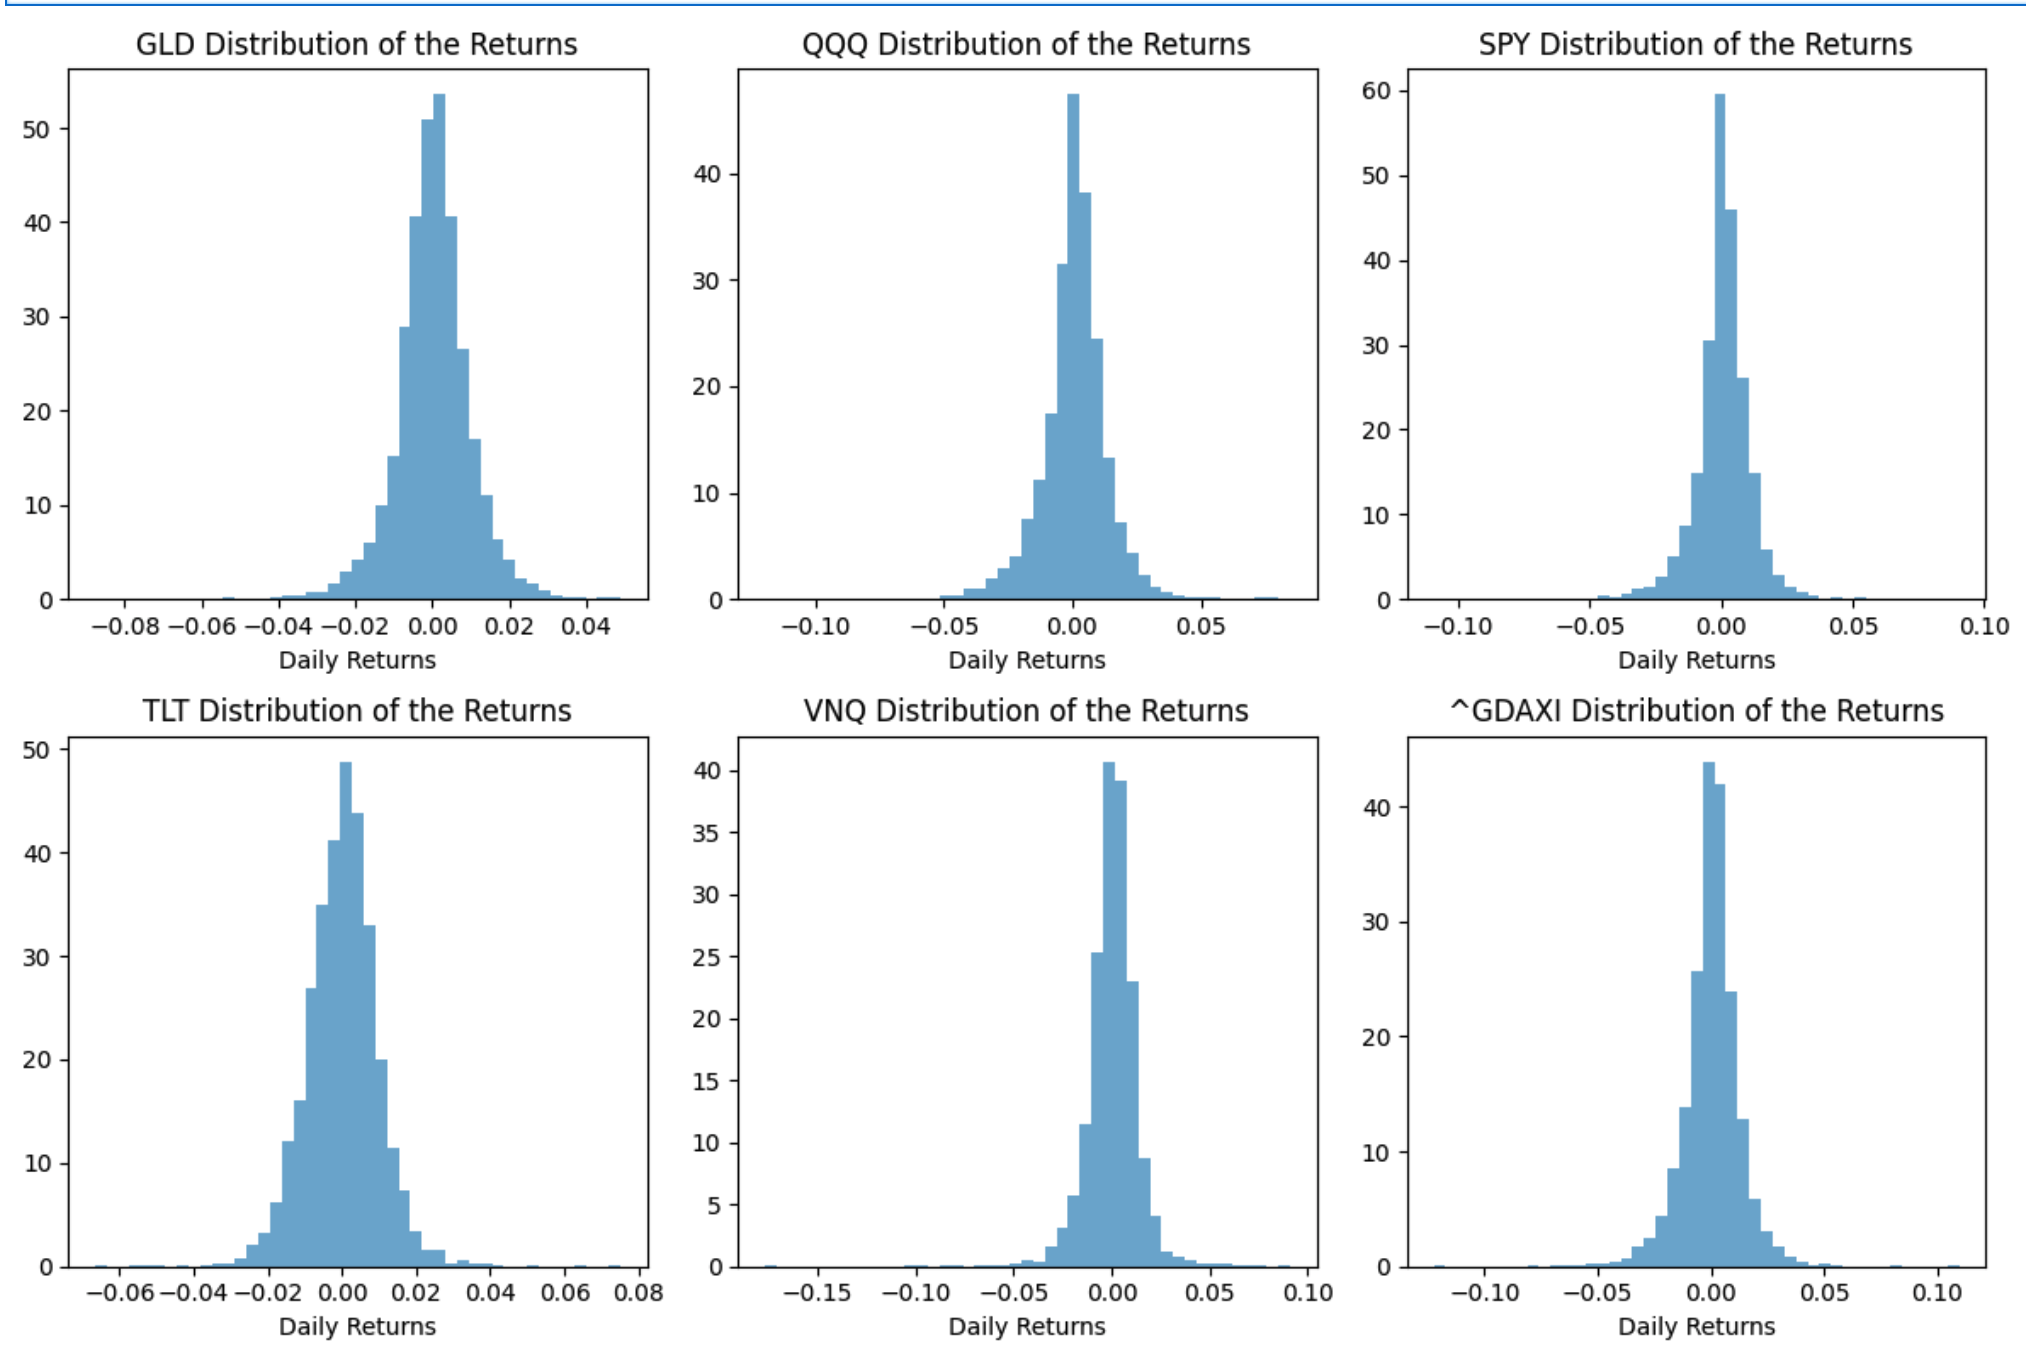 GLD Distribution of the Returns
50
40
30
20
10
0
−0.08 −0.06 −0.04 −0.02 0.00 0.02 0.04
Daily Returns
QQQ Distribution of the Returns
40
30
20
10
0
−0.10 −0.05 0.00 0.05
Daily Returns
SPY Distribution of the Returns
60
50
40
30
20
10
0
−0.10 −0.05 0.00 0.05 0.10
Daily Returns
TLT Distribution of the Returns
50
40
30
20
10
0
−0.06 −0.04 −0.02 0.00 0.02 0.04 0.06 0.08
Daily Returns
VNQ Distribution of the Returns
40
35
30
25
20
15
10
5
0
−0.15 −0.10 −0.05 0.00 0.05 0.10
Daily Returns
^GDAXI Distribution of the Returns
40
30
20
10
0
−0.10 −0.05 0.00 0.05 0.10
Daily Returns